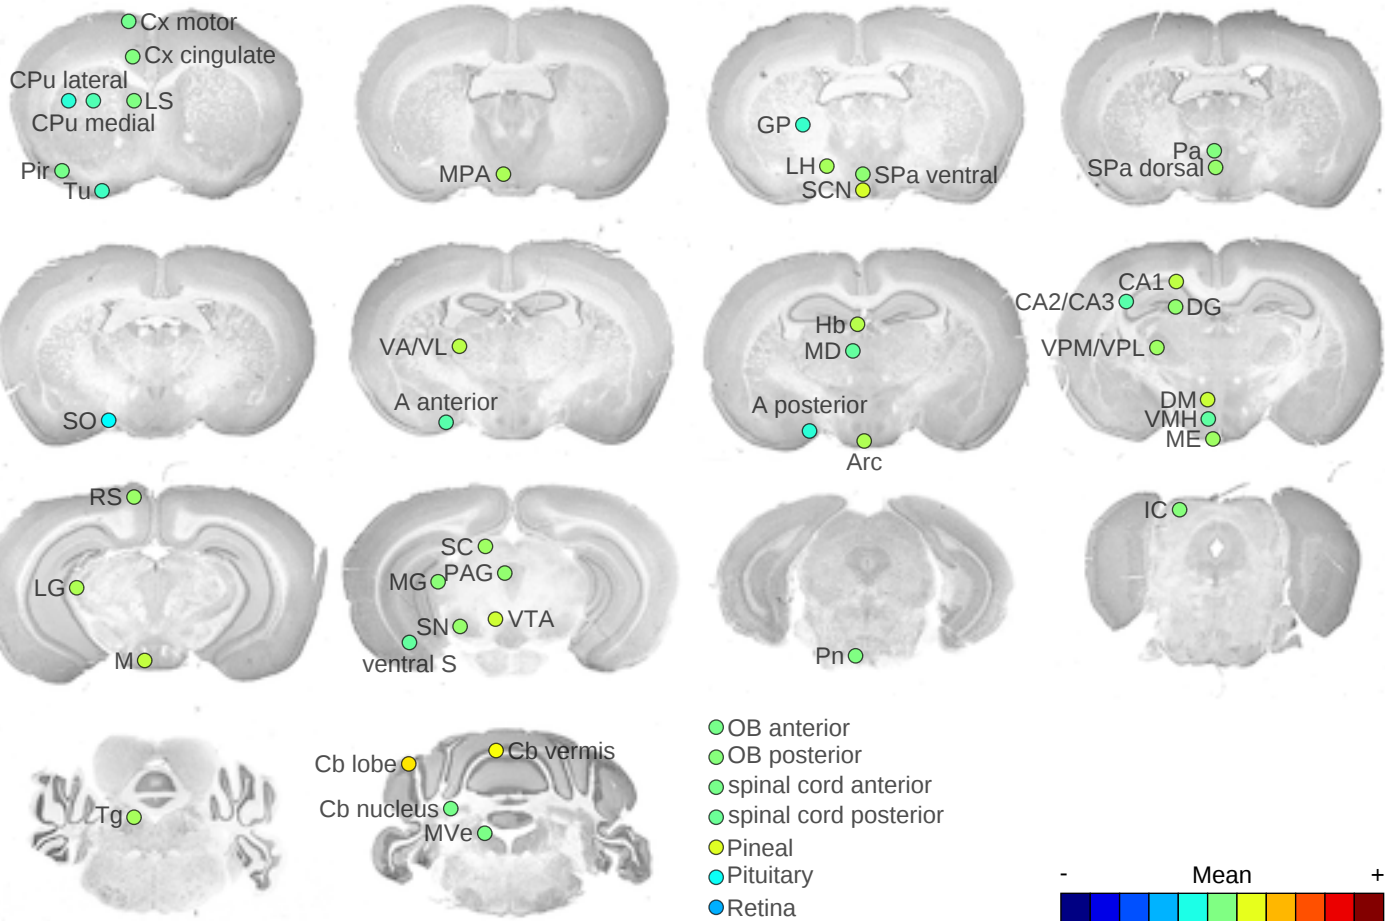 Cx motor
Cx cingulate
CPu lateral
LS
CPu medial
Pir
Tu
MPA
GP
LH
SPa ventral
SCN
Pa
SPa dorsal
SO
VA/VL
A anterior
Hb
MD
A posterior
Arc
CA1
CA2/CA3
DG
VPM/VPL
DM
VMH
ME
RS
LG
M
SC
MG
PAG
SN
VTA
ventral S
Pn
IC
Tg
Cb lobe
Cb vermis
Cb nucleus
MVe
OB anterior
OB posterior
spinal cord anterior
spinal cord posterior
Pineal
Pituitary
Retina
- Mean +